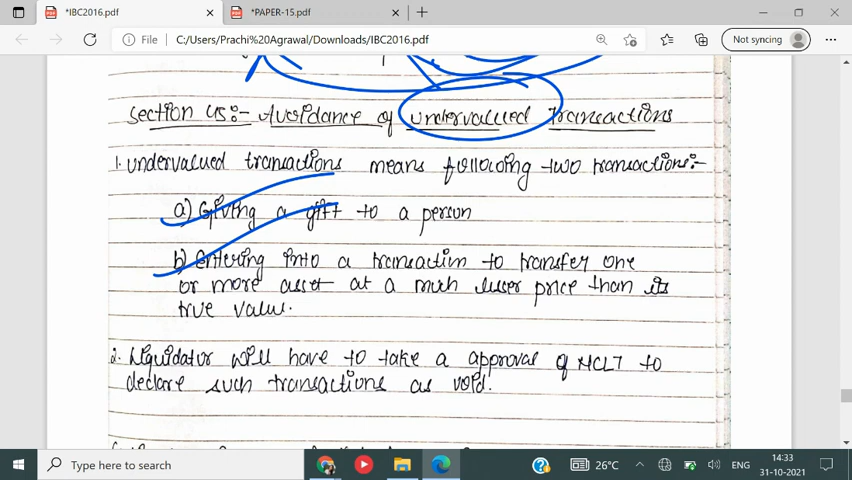 *IBC2016.pdf
*PAPER-15.pdf
File
C:/Users/Prachi%20Agrawal/Downloads/IBC2016.pdf
Not syncing
Section 45:- Avoidance of undervalued transactions
1. Undervalued transactions means following two transactions:-
a) Giving a gift to a person
b) Entering into a transaction to transfer one
or more asset at a much lesser price than its
true value.
2. Liquidator will have to take a approval of NCLT to
declare such transactions as void.
Type here to search
26°C
ENG
14:33
31-10-2021